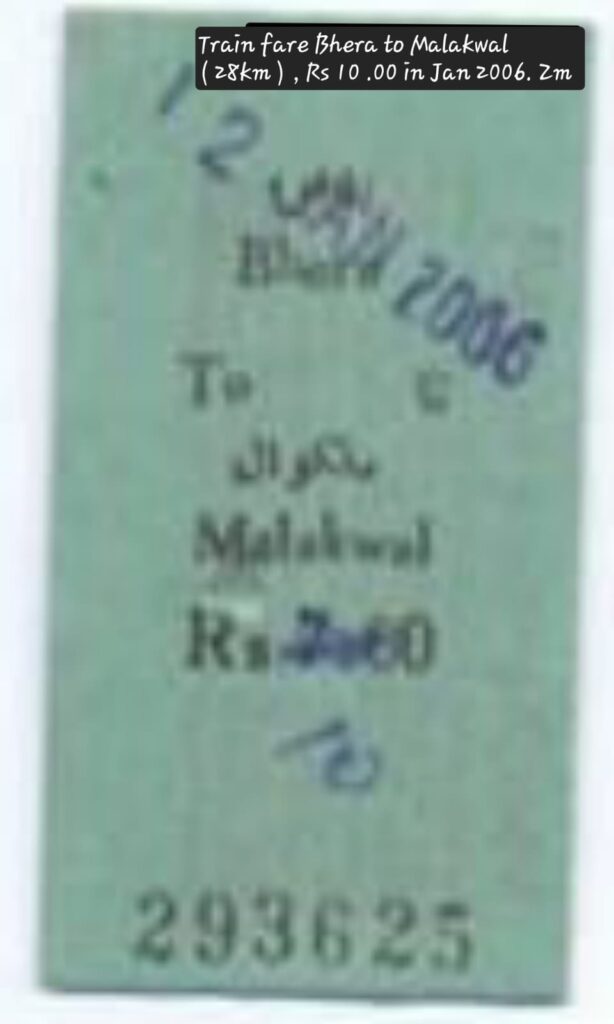 Train fare Bhera to Malakwal
(28km) , Rs 10 .00 in Jan 2006. 2m
12 JAN 2006
Bhera
To
ملکوال
Malakwal
Rs
10
293625